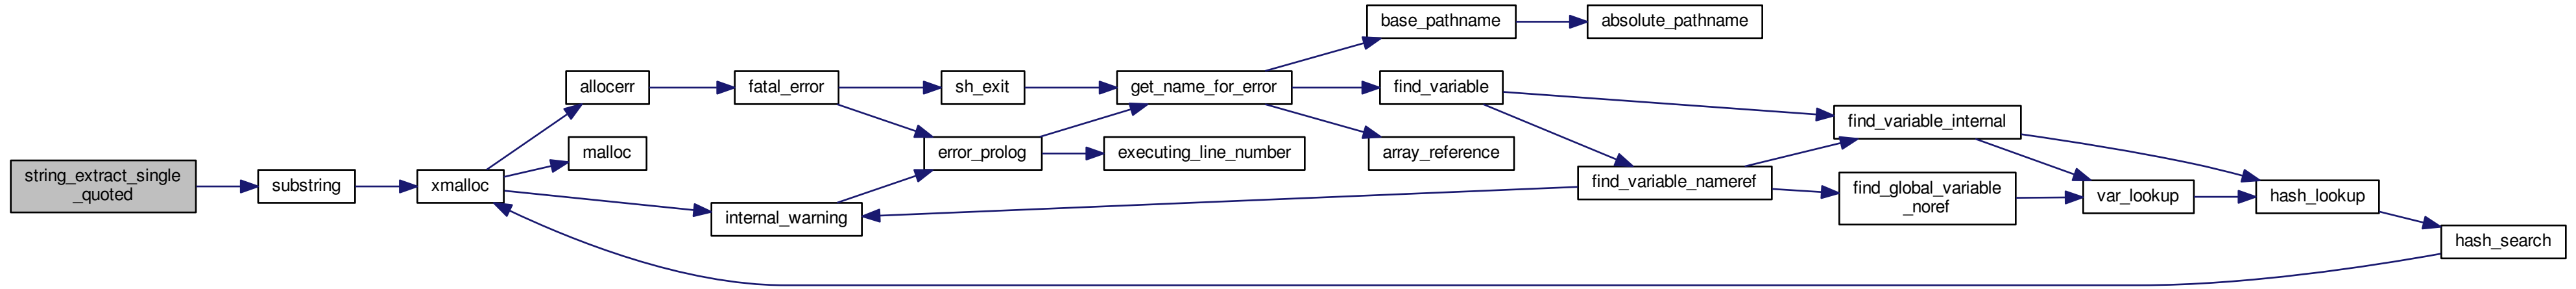 string_extract_single
_quoted
substring
xmalloc
allocerr
malloc
internal_warning
fatal_error
sh_exit
error_prolog
get_name_for_error
executing_line_number
base_pathname
absolute_pathname
find_variable
array_reference
find_variable_nameref
find_variable_internal
find_global_variable
_noref
var_lookup
hash_lookup
hash_search